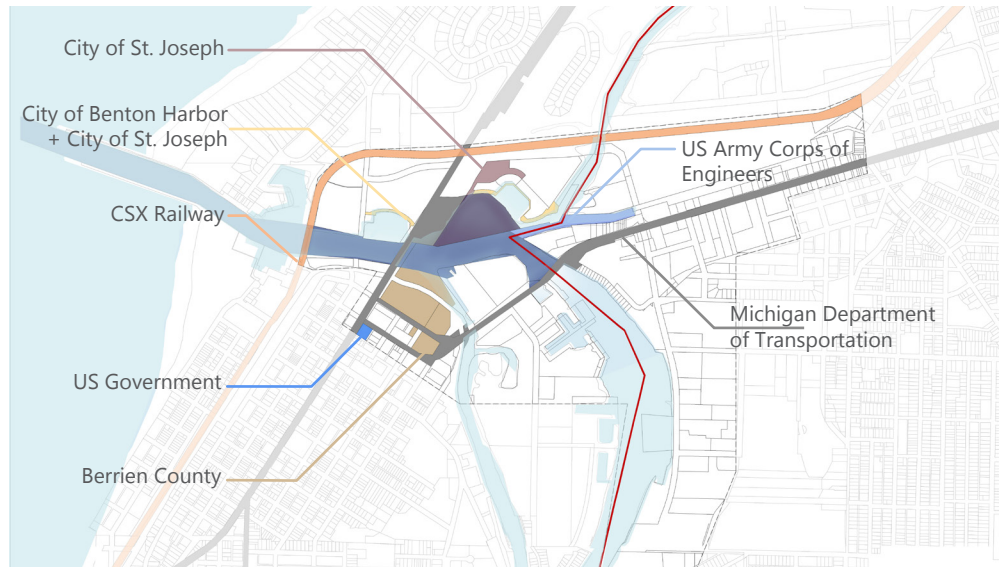 City of St. Joseph
City of Benton Harbor
+ City of St. Joseph
CSX Railway
US Government
Berrien County
US Army Corps of
Engineers
Michigan Department
of Transportation